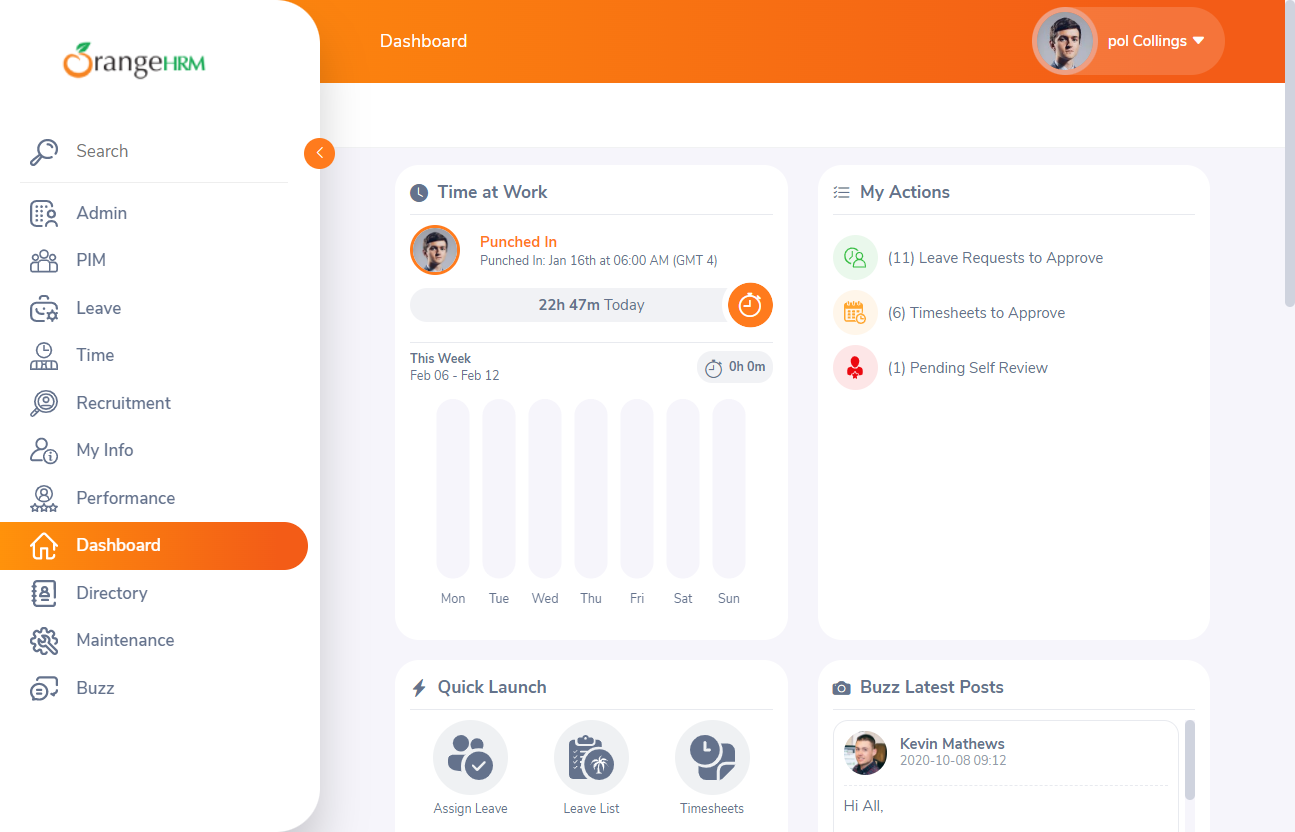 OrangeHRM
Dashboard
pol Collings
Search
Admin
PIM
Leave
Time
Recruitment
My Info
Performance
Dashboard
Directory
Maintenance
Buzz
Time at Work
Punched In
Punched In: Jan 16th at 06:00 AM (GMT 4)
22h 47m Today
This Week
Feb 06 - Feb 12
0h 0m
Mon Tue Wed Thu Fri Sat Sun
My Actions
(11) Leave Requests to Approve
(6) Timesheets to Approve
(1) Pending Self Review
Quick Launch
Assign Leave Leave List Timesheets
Buzz Latest Posts
Kevin Mathews
2020-10-08 09:12
Hi All,